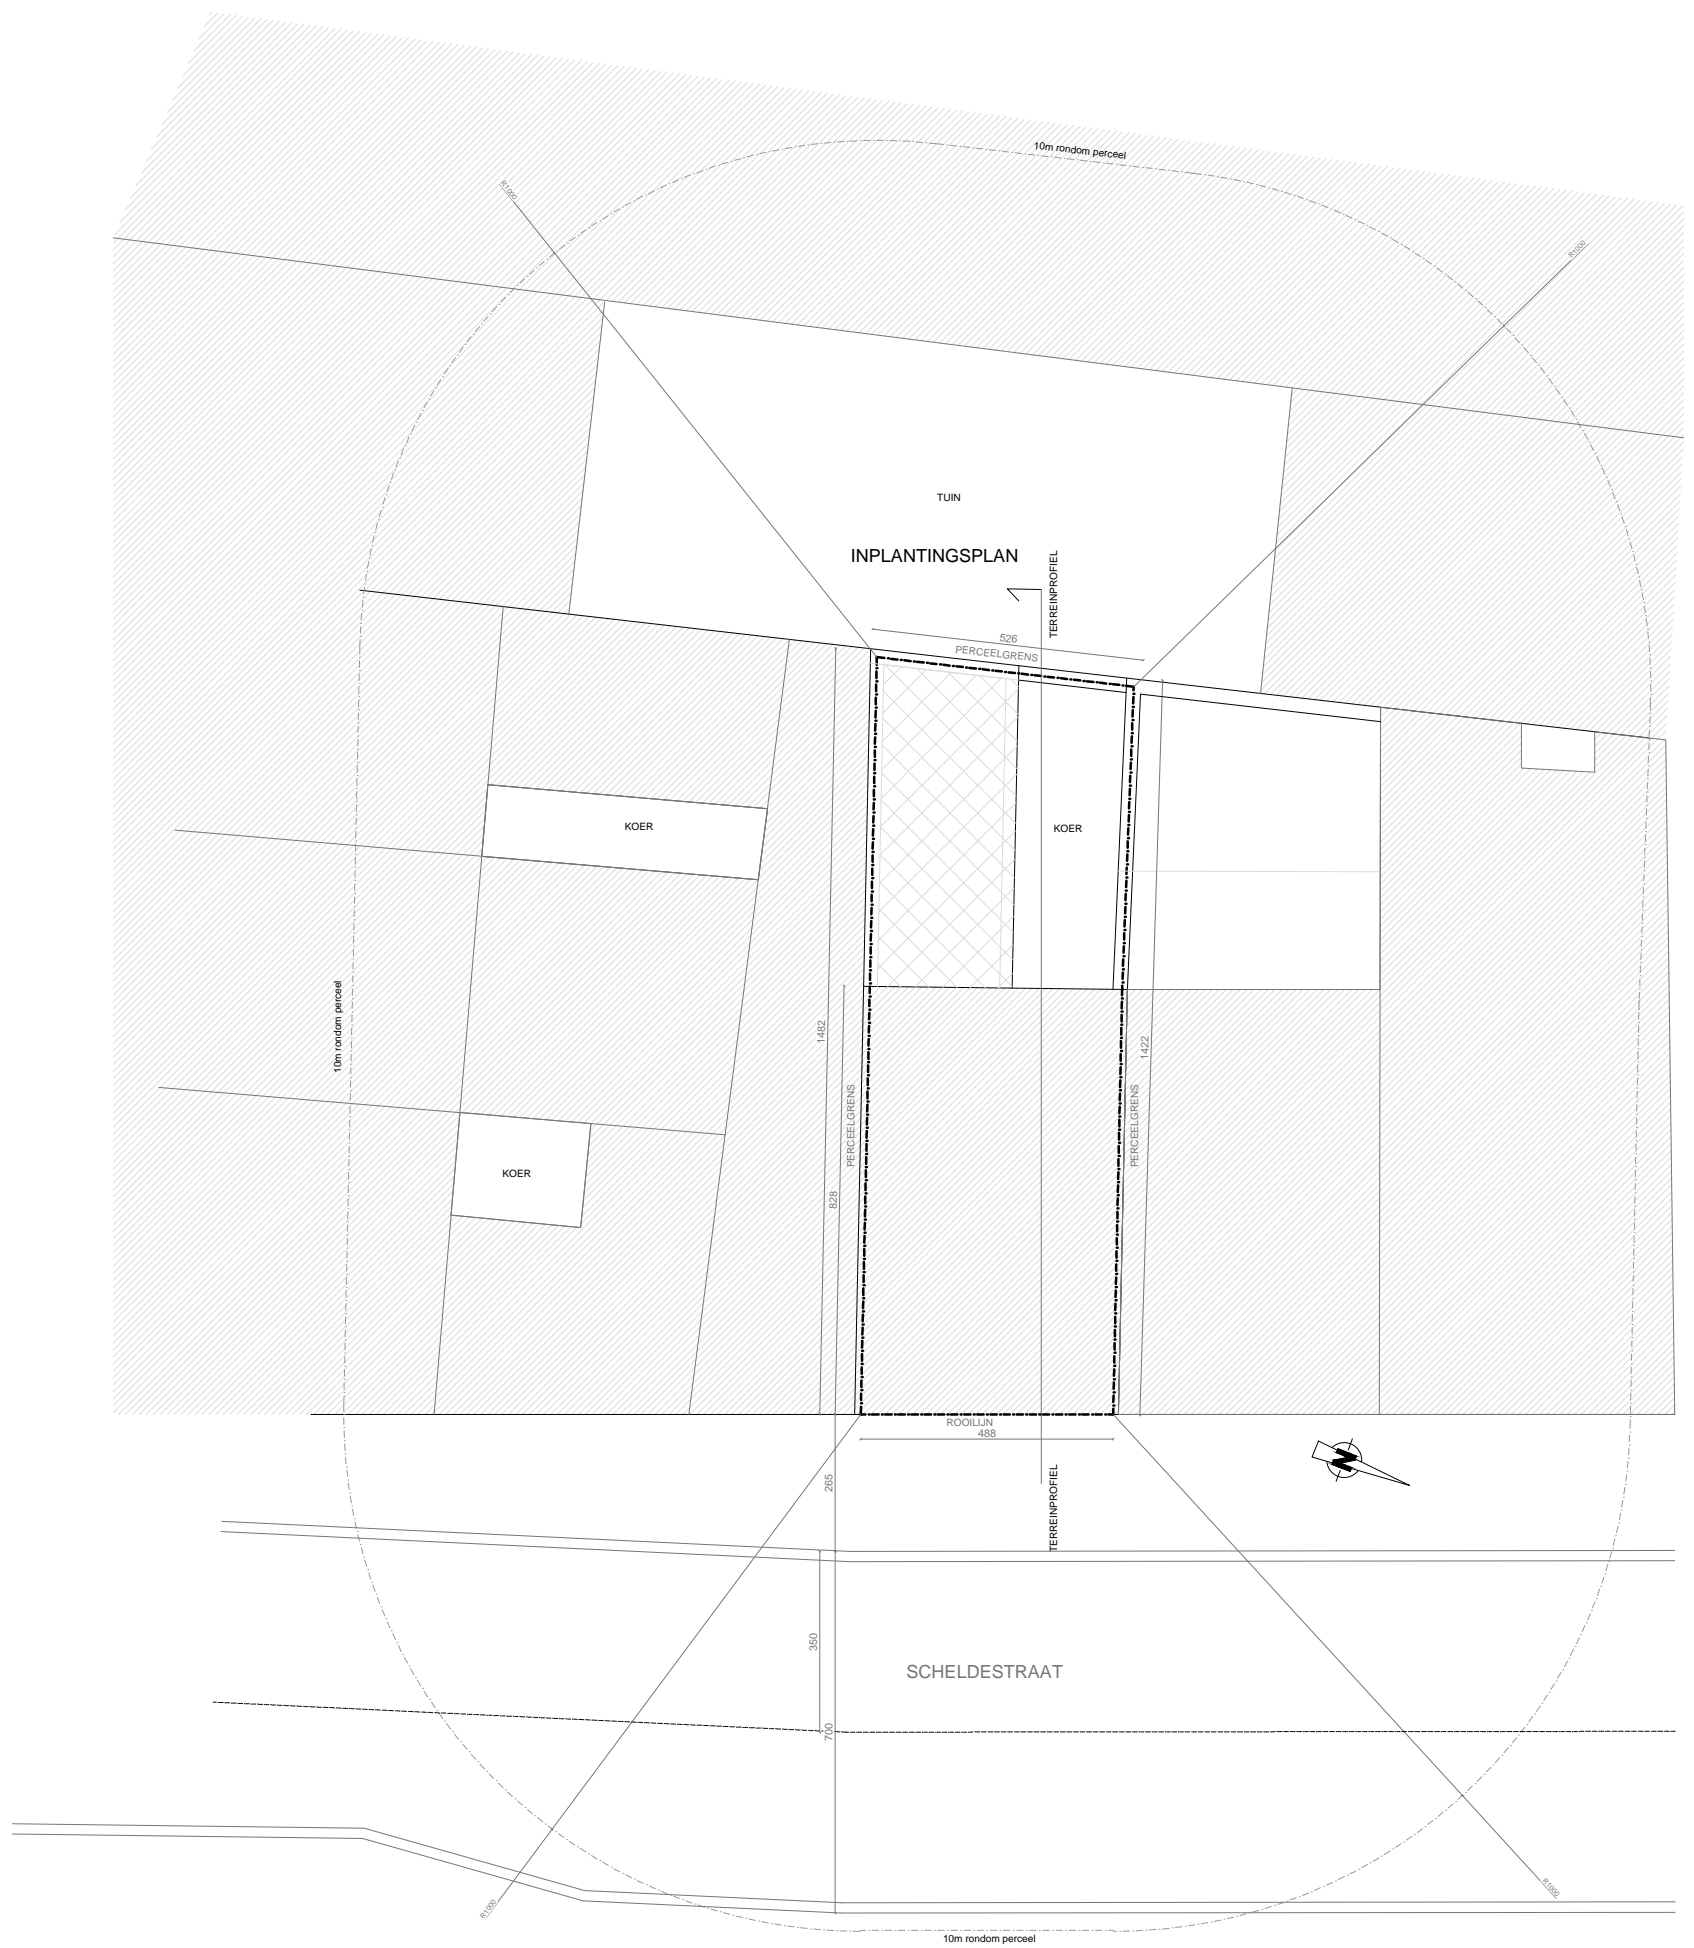 10m rondom perceel
R1000
R1000
TUIN
INPLANTINGSPLAN
TERREINPROFIEL
526
PERCEELGRENS
KOER
KOER
10m rondom perceel
1482
1422
PERCEELGRENS
PERCEELGRENS
KOER
828
ROOILIJN
488
N
265
TERREINPROFIEL
350
SCHELDESTRAAT
700
R1000
R1000
10m rondom perceel